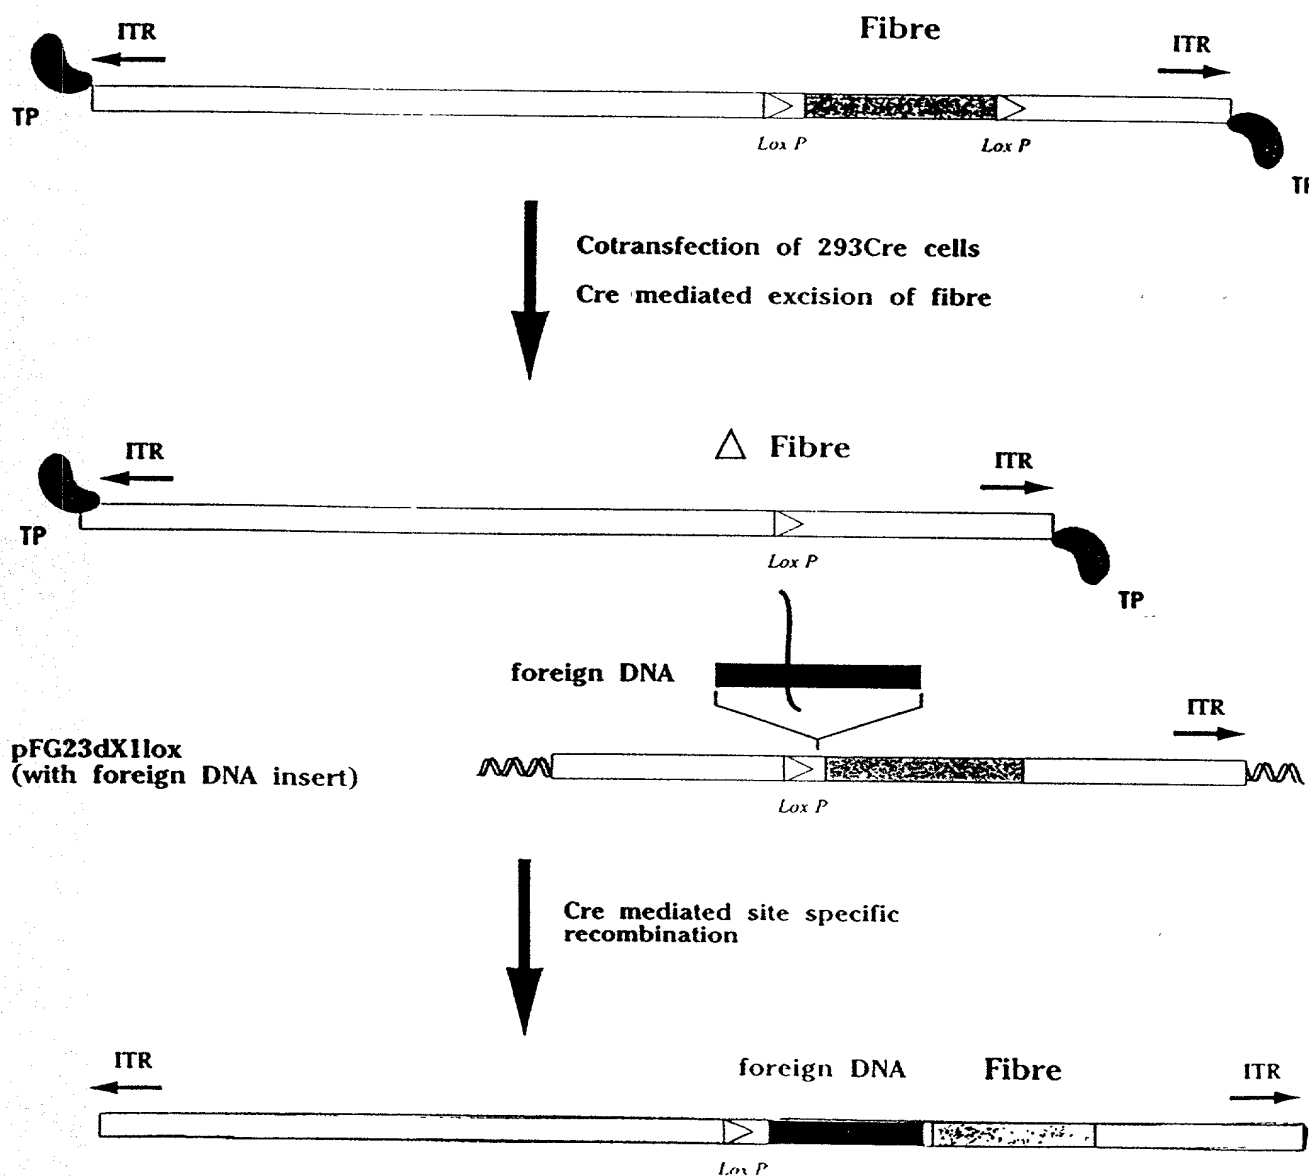 ITR
Fibre
ITR
TP
Lox P
Lox P
TP
Cotransfection of 293Cre cells
Cre mediated excision of fibre
ITR
△ Fibre
ITR
TP
Lox P
TP
foreign DNA
ITR
pFG23dX1lox
(with foreign DNA insert)
Lox P
Cre mediated site specific
recombination
ITR
foreign DNA
Fibre
ITR
Lox P